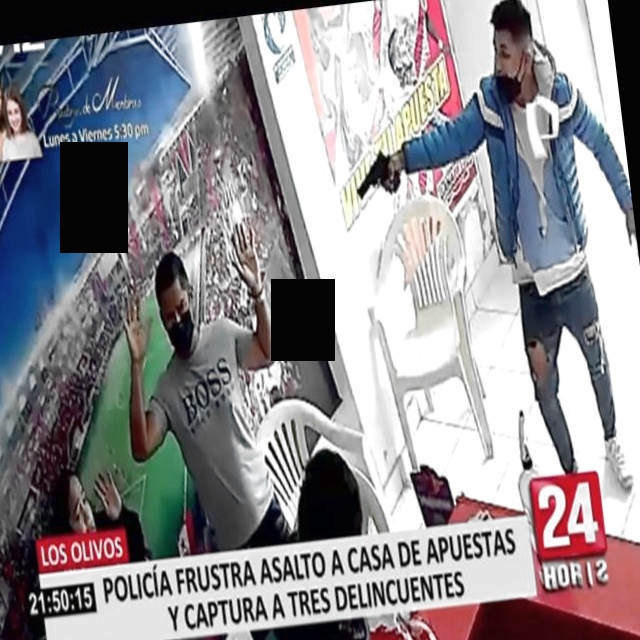 Lunes a Viernes 5:30 pm
BOSS
LOS OLIVOS
21:50:15
POLICÍA FRUSTRA ASALTO A CASA DE APUESTAS
Y CAPTURA A TRES DELINCUENTES
24